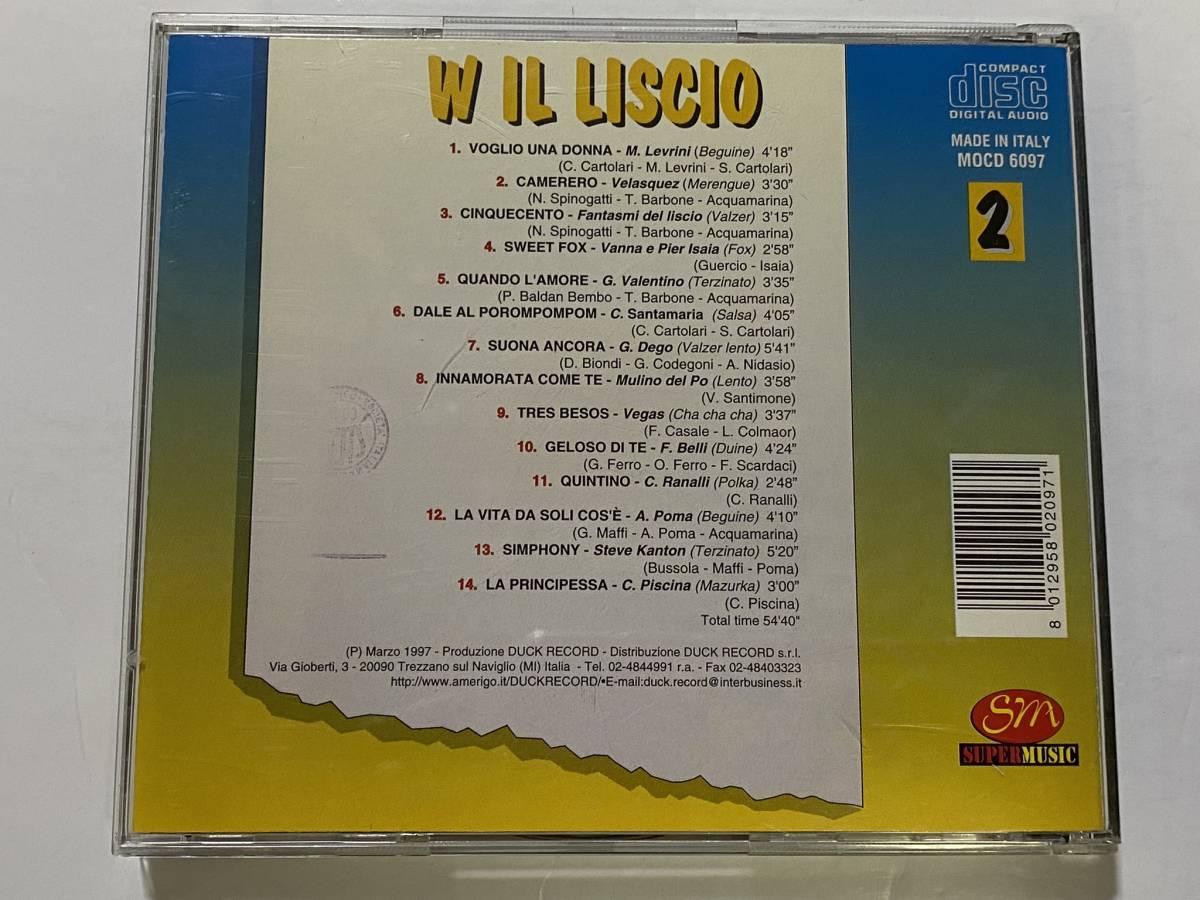 W IL LISCIO
1. VOGLIO UNA DONNA - M. Levrini (Beguine) 4'18"
(C. Cartolari - M. Levrini - S. Cartolari)
2. CAMERERO - Velasquez (Merengue) 3'30"
(N. Spinogatti - T. Barbone - Acquamarina)
3. CINQUECENTO - Fantasmi del liscio (Valzer) 3'15"
(N. Spinogatti - T. Barbone - Acquamarina)
4. SWEET FOX - Vanna e Pier Isaia (Fox) 2'58"
(Guercio - Isaia)
5. QUANDO L'AMORE - G. Valentino (Terzinato) 3'35"
(P. Baldan Bembo - T. Barbone - Acquamarina)
6. DALE AL POROMPOMPOM - C. Santamaria (Salsa) 4'05"
(C. Cartolari - S. Cartolari)
7. SUONA ANCORA - G. Dego (Valzer lento) 5'41"
(D. Biondi - G. Codegoni - A. Nidasio)
8. INNAMORATA COME TE - Mulino del Po (Lento) 3'58"
(V. Santimone)
9. TRES BESOS - Vegas (Cha cha cha) 3'37"
(F. Casale - L. Colmaor)
10. GELOSO DI TE - F. Belli (Duine) 4'24"
(G. Ferro - O. Ferro - F. Scardaci)
11. QUINTINO - C. Ranalli (Polka) 2'48"
(C. Ranalli)
12. LA VITA DA SOLI COS'È - A. Poma (Beguine) 4'10"
(G. Maffi - A. Poma - Acquamarina)
13. SIMPHONY - Steve Kanton (Terzinato) 5'20"
(Bussola - Maffi - Poma)
14. LA PRINCIPESSA - C. Piscina (Mazurka) 3'00"
(C. Piscina)
Total time 54'40"
(P) Marzo 1997 - Produzione DUCK RECORD - Distribuzione DUCK RECORD s.r.l.
Via Gioberti, 3 - 20090 Trezzano sul Naviglio (MI) Italia - Tel. 02-4844991 r.a. - Fax 02-48403323
http://www.amerigo.it/DUCKRECORD/•E-mail:duck.record@interbusiness.it
COMPACT
disc
DIGITAL AUDIO
MADE IN ITALY
MOCD 6097
2
8 012958 020971
SM
SUPERMUSIC